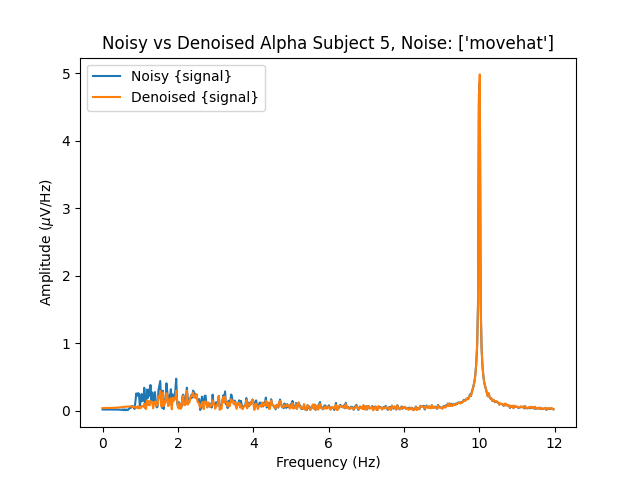 Noisy vs Denoised Alpha Subject 5, Noise: ['movehat']
Noisy {signal}
Denoised {signal}
Amplitude (μV/Hz)
5
4
3
2
1
0
0 2 4 6 8 10 12
Frequency (Hz)